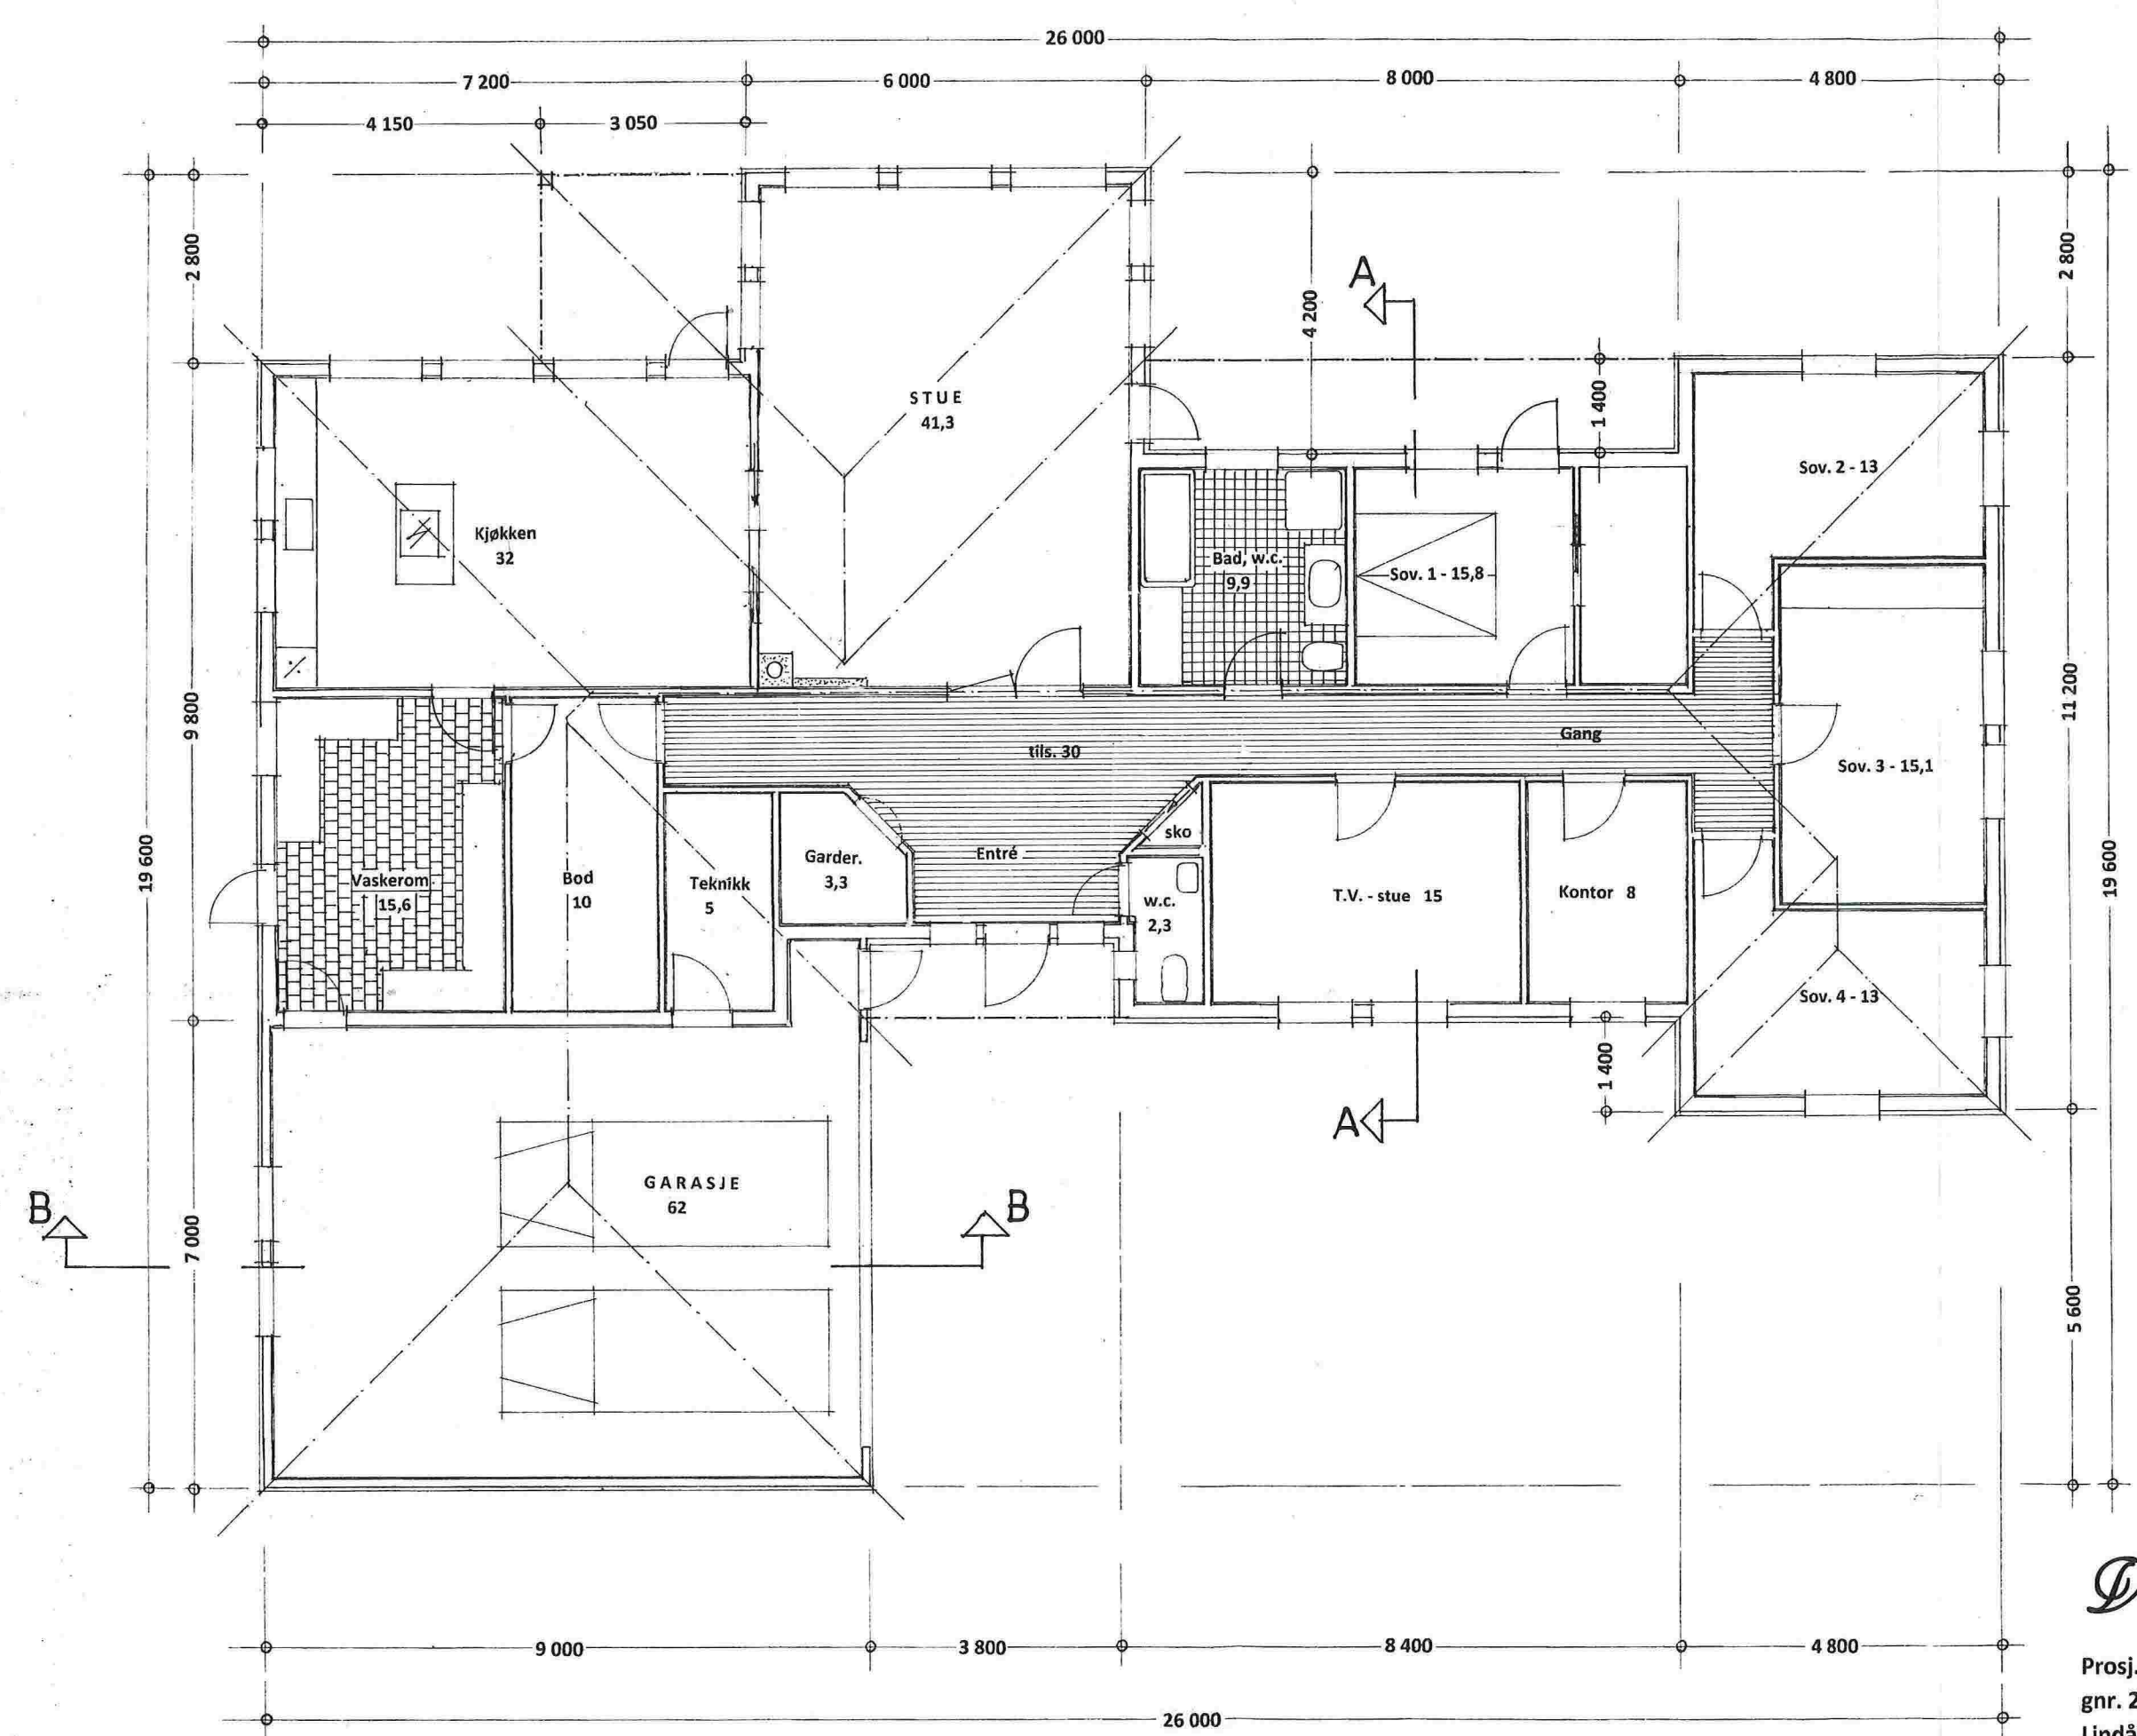 26 000
7 200
6 000
8 000
4 800
4 150
3 050
2 800
4 200
A
2 800
1 400
STUE
41,3
Sov. 2 - 13
Kjøkken
32
Bad, w.c.
9,9
Sov. 1 - 15,8
9 800
11 200
tils. 30
Gang
Sov. 3 - 15,1
19 600
19 600
sko
Garder.
3,3
Entré
Vaskerom
15,6
Bod
10
Teknikk
5
w.c.
2,3
T.V. - stue 15
Kontor 8
Sov. 4 - 13
1 400
A
GARASJE
62
B
B
7 000
5 600
9 000
3 800
8 400
4 800
Prosj.
gnr. 2
Lindå
26 000